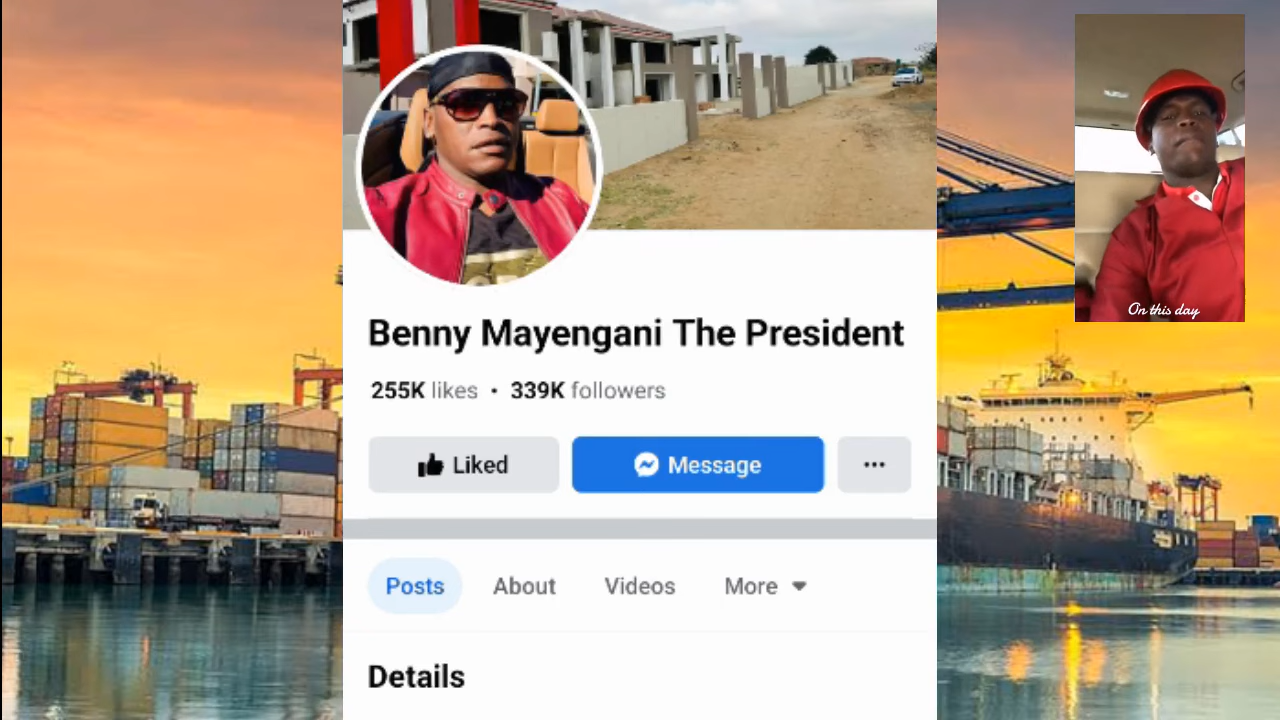 On this day
Benny Mayengani The President
255K likes • 339K followers
Liked
Message
Posts
About
Videos
More
Details